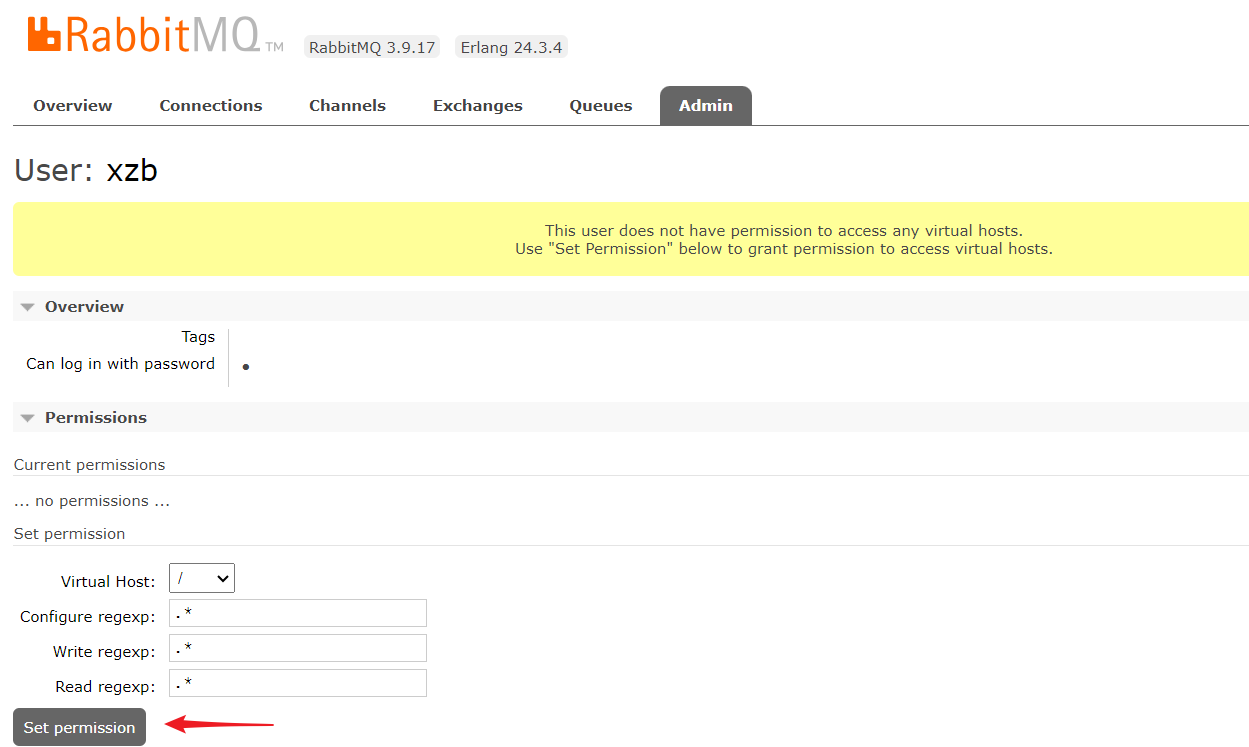 RabbitMQ TM RabbitMQ 3.9.17 Erlang 24.3.4
Overview Connections Channels Exchanges Queues Admin
User: xzb
This user does not have permission to access any virtual hosts.
Use "Set Permission" below to grant permission to access virtual hosts.
Overview
Tags
Can log in with password •
Permissions
Current permissions
... no permissions ...
Set permission
Virtual Host: /
Configure regexp: .*
Write regexp: .*
Read regexp: .*
Set permission